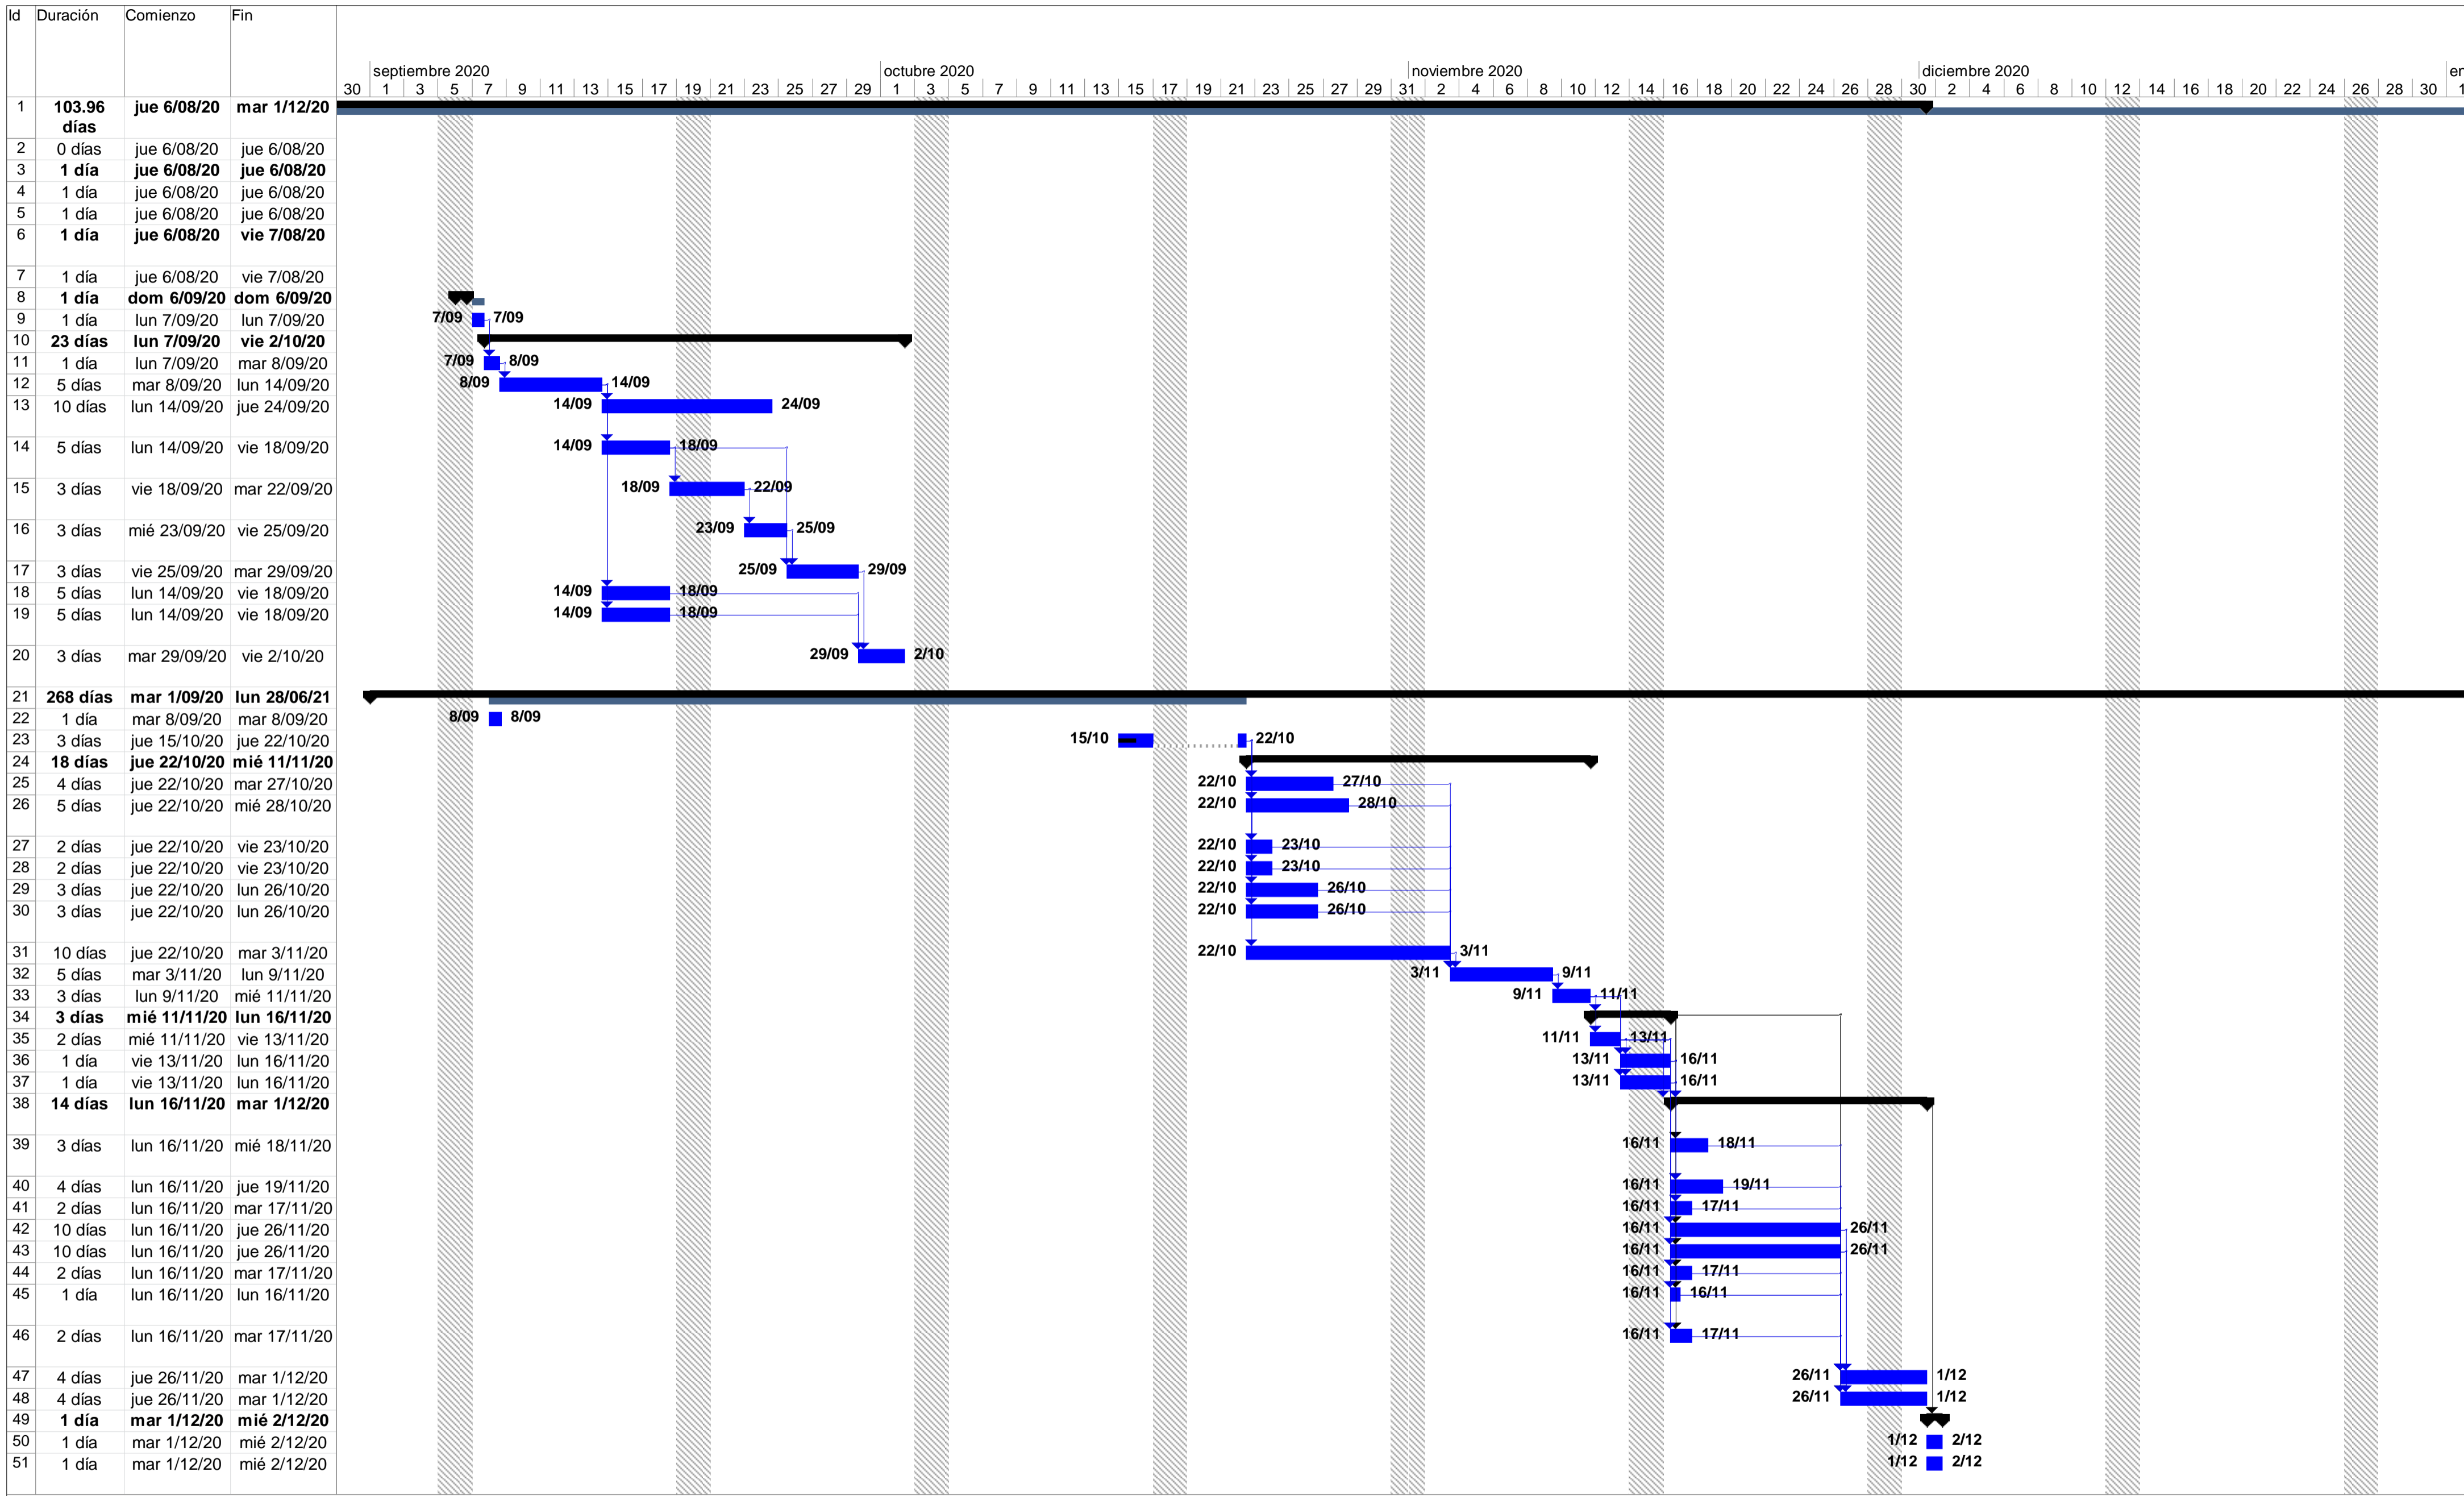 Id Duración Comienzo Fin
septiembre 2020 octubre 2020 noviembre 2020 diciembre 2020 en
30 1 3 5 7 9 11 13 15 17 19 21 23 25 27 29 1 3 5 7 9 11 13 15 17 19 21 23 25 27 29 31 2 4 6 8 10 12 14 16 18 20 22 24 26 28 30 2 4 6 8 10 12 14 16 18 20 22 24 26 28 30 1
1 103.96 jue 6/08/20 mar 1/12/20
días
2 0 días jue 6/08/20 jue 6/08/20
3 1 día jue 6/08/20 jue 6/08/20
4 1 día jue 6/08/20 jue 6/08/20
5 1 día jue 6/08/20 jue 6/08/20
6 1 día jue 6/08/20 vie 7/08/20
7 1 día jue 6/08/20 vie 7/08/20
8 1 día dom 6/09/20 dom 6/09/20
9 1 día lun 7/09/20 lun 7/09/20 7/09 7/09
10 23 días lun 7/09/20 vie 2/10/20
11 1 día lun 7/09/20 mar 8/09/20 7/09 8/09
12 5 días mar 8/09/20 lun 14/09/20 8/09 14/09
13 10 días lun 14/09/20 jue 24/09/20 14/09 24/09
14 5 días lun 14/09/20 vie 18/09/20 14/09 18/09
15 3 días vie 18/09/20 mar 22/09/20 18/09 22/09
16 3 días mié 23/09/20 vie 25/09/20 23/09 25/09
17 3 días vie 25/09/20 mar 29/09/20 25/09 29/09
18 5 días lun 14/09/20 vie 18/09/20 14/09 18/09
19 5 días lun 14/09/20 vie 18/09/20 14/09 18/09
20 3 días mar 29/09/20 vie 2/10/20 29/09 2/10
21 268 días mar 1/09/20 lun 28/06/21
22 1 día mar 8/09/20 mar 8/09/20 8/09 8/09
23 3 días jue 15/10/20 jue 22/10/20 15/10 22/10
24 18 días jue 22/10/20 mié 11/11/20
25 4 días jue 22/10/20 mar 27/10/20 22/10 27/10
26 5 días jue 22/10/20 mié 28/10/20 22/10 28/10
27 2 días jue 22/10/20 vie 23/10/20 22/10 23/10
28 2 días jue 22/10/20 vie 23/10/20 22/10 23/10
29 3 días jue 22/10/20 lun 26/10/20 22/10 26/10
30 3 días jue 22/10/20 lun 26/10/20 22/10 26/10
31 10 días jue 22/10/20 mar 3/11/20 22/10 3/11
32 5 días mar 3/11/20 lun 9/11/20 3/11 9/11
33 3 días lun 9/11/20 mié 11/11/20 9/11 11/11
34 3 días mié 11/11/20 lun 16/11/20
35 2 días mié 11/11/20 vie 13/11/20 11/11 13/11
36 1 día vie 13/11/20 lun 16/11/20 13/11 16/11
37 1 día vie 13/11/20 lun 16/11/20 13/11 16/11
38 14 días lun 16/11/20 mar 1/12/20
39 3 días lun 16/11/20 mié 18/11/20 16/11 18/11
40 4 días lun 16/11/20 jue 19/11/20 16/11 19/11
41 2 días lun 16/11/20 mar 17/11/20 16/11 17/11
42 10 días lun 16/11/20 jue 26/11/20 16/11 26/11
43 10 días lun 16/11/20 jue 26/11/20 16/11 26/11
44 2 días lun 16/11/20 mar 17/11/20 16/11 17/11
45 1 día lun 16/11/20 lun 16/11/20 16/11 16/11
46 2 días lun 16/11/20 mar 17/11/20 16/11 17/11
47 4 días jue 26/11/20 mar 1/12/20 26/11 1/12
48 4 días jue 26/11/20 mar 1/12/20 26/11 1/12
49 1 día mar 1/12/20 mié 2/12/20
50 1 día mar 1/12/20 mié 2/12/20 1/12 2/12
51 1 día mar 1/12/20 mié 2/12/20 1/12 2/12